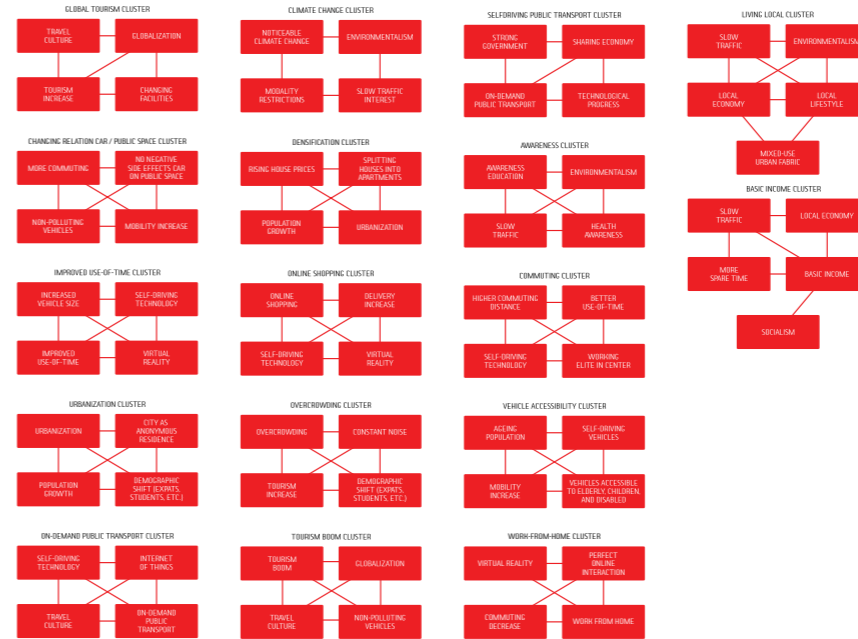 GLOBAL TOURISM CLUSTER
TRAVEL
CULTURE
GLOBALIZATION
TOURISM
INCREASE
CHANGING
FACILITIES
CHANGING RELATION CAR / PUBLIC SPACE CLUSTER
MORE COMMUTING
NO NEGATIVE
SIDE EFFECTS CAR
ON PUBLIC SPACE
NON-POLLUTING
VEHICLES
MOBILITY INCREASE
IMPROVED USE-OF-TIME CLUSTER
INCREASED
VEHICLE SIZE
SELF-DRIVING
TECHNOLOGY
IMPROVED
USE-OF-TIME
VIRTUAL
REALITY
URBANIZATION CLUSTER
URBANIZATION
CITY AS
ANONYMOUS
RESIDENCE
POPULATION
GROWTH
DEMOGRAPHIC
SHIFT (EXPATS,
STUDENTS, ETC.)
ON-DEMAND PUBLIC TRANSPORT CLUSTER
SELF-DRIVING
TECHNOLOGY
INTERNET
OF THINGS
TRAVEL
CULTURE
ON-DEMAND
PUBLIC
TRANSPORT
CLIMATE CHANGE CLUSTER
NOTICEABLE
CLIMATE CHANGE
ENVIRONMENTALISM
MODALITY
RESTRICTIONS
SLOW TRAFFIC
INTEREST
DENSIFICATION CLUSTER
RISING HOUSE PRICES
SPLITTING
HOUSES INTO
APARTMENTS
POPULATION
GROWTH
URBANIZATION
ONLINE SHOPPING CLUSTER
ONLINE
SHOPPING
DELIVERY
INCREASE
SELF-DRIVING
TECHNOLOGY
VIRTUAL
REALITY
OVERCROWDING CLUSTER
OVERCROWDING
CONSTANT NOISE
TOURISM
INCREASE
DEMOGRAPHIC
SHIFT (EXPATS,
STUDENTS, ETC.)
TOURISM BOOM CLUSTER
TOURISM
BOOM
GLOBALIZATION
TRAVEL
CULTURE
NON-POLLUTING
VEHICLES
SELFDRIVING PUBLIC TRANSPORT CLUSTER
STRONG
GOVERNMENT
SHARING ECONOMY
ON-DEMAND
PUBLIC TRANSPORT
TECHNOLOGICAL
PROGRESS
AWARENESS CLUSTER
AWARENESS
EDUCATION
ENVIRONMENTALISM
SLOW
TRAFFIC
HEALTH
AWARENESS
COMMUTING CLUSTER
HIGHER COMMUTING
DISTANCE
BETTER
USE-OF-TIME
SELF-DRIVING
TECHNOLOGY
WORKING
ELITE IN CENTER
VEHICLE ACCESSIBILITY CLUSTER
AGEING
POPULATION
SELF-DRIVING
VEHICLES
MOBILITY
INCREASE
VEHICLES ACCESSIBLE
TO ELDERLY, CHILDREN,
AND DISABLED
WORK-FROM-HOME CLUSTER
VIRTUAL REALITY
PERFECT
ONLINE
INTERACTION
COMMUTING
DECREASE
WORK FROM HOME
LIVING LOCAL CLUSTER
SLOW
TRAFFIC
ENVIRONMENTALISM
LOCAL
ECONOMY
LOCAL
LIFESTYLE
MIXED-USE
URBAN FABRIC
BASIC INCOME CLUSTER
SLOW
TRAFFIC
LOCAL ECONOMY
MORE
SPARE TIME
BASIC INCOME
SOCIALISM